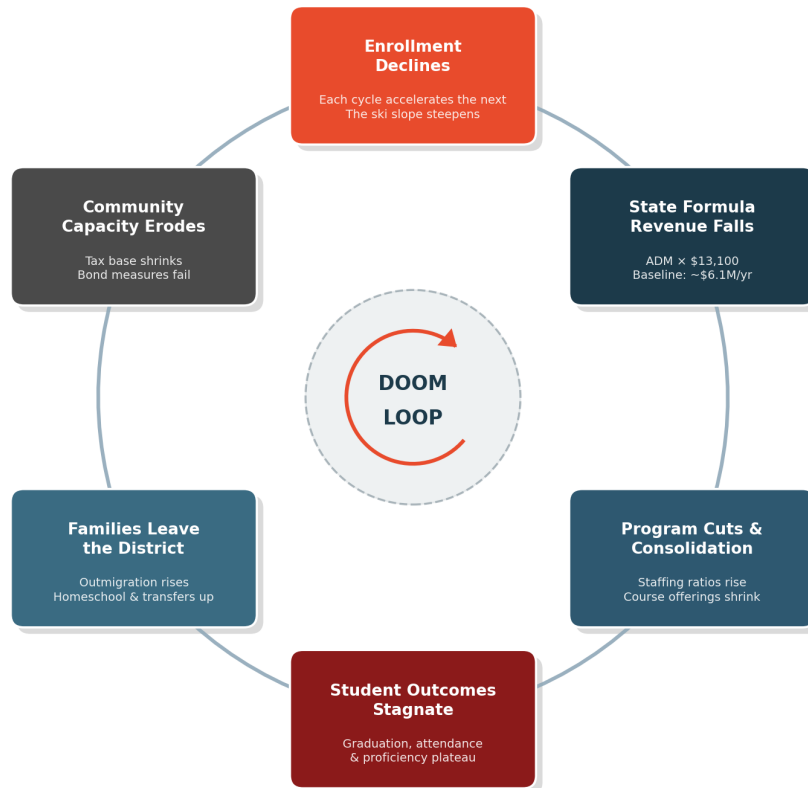 Enrollment
Declines
Each cycle accelerates the next
The ski slope steepens
State Formula
Revenue Falls
ADM × $13,100
Baseline: ~$6.1M/yr
Program Cuts &
Consolidation
Staffing ratios rise
Course offerings shrink
Student Outcomes
Stagnate
Graduation, attendance
& proficiency plateau
Families Leave
the District
Outmigration rises
Homeschool & transfers up
Community
Capacity Erodes
Tax base shrinks
Bond measures fail
DOOM
LOOP